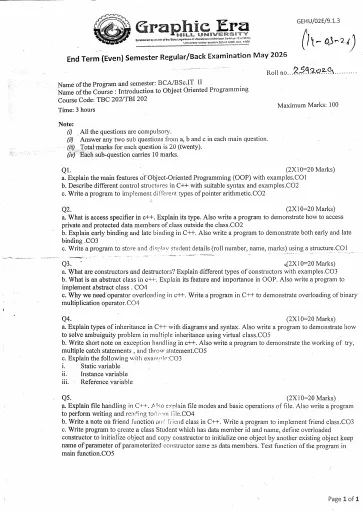 GEHU/02E/9.1.3
Graphic Era
HILL UNIVERSITY
End Term (Even) Semester Regular/Back Examination May 2026
Roll no
Name of the Program and semester: BCA/BSc.IT II
Name of the Course : Introduction to Object Oriented Programming
Course Code: TBC 202/TBI 202
Time: 3 hours
Maximum Marks: 100
Note:
(i) All the questions are compulsory.
(ii) Answer any two sub questions from a, b and c in each main question.
(iii) Total marks for each question is 20 (twenty).
(iv) Each sub-question carries 10 marks.
Q1. (2X10=20 Marks)
a. Explain the main features of Object-Oriented Programming (OOP) with examples.CO1
b. Describe different control structures in C++ with suitable syntax and examples.CO2
c. Write a program to implement different types of pointer arithmetic.CO2
Q2. (2X10=20 Marks)
a. What is access specifier in c++. Explain its type. Also write a program to demonstrate how to access
private and protected data members of class outside the class.CO2
b. Explain early binding and late binding in C++. Also write a program to demonstrate both early and late
binding .CO3
c. Write a program to store and display student details (roll number, name, marks) using a structure.CO1
Q3. (2X10=20 Marks)
a. What are constructors and destructors? Explain different types of constructors with examples.CO3
b. What is an abstract class in c++. Explain its feature and importance in OOP. Also write a program to
implement abstract class . CO4
c. Why we need operator overloading in c++. Write a program in C++ to demonstrate overloading of binary
multiplication operator.CO4
Q4. (2X10=20 Marks)
a. Explain types of inheritance in C++ with diagrams and syntax. Also write a program to demonstrate how
to solve ambiguity problem in multiple inheritance using virtual class.CO5
b. Write short note on exception handling in c++. Also write a program to demonstrate the working of try,
multiple catch statements , and throw statement.CO5
c. Explain the following with example:CO3
i. Static variable
ii. Instance variable
iii. Reference variable
Q5. (2X10=20 Marks)
a. Explain file handling in C++. Also explain file modes and basic operations of file. Also write a program
to perform writing and reading to/from file.CO4
b. Write a note on friend function and friend class in C++. Write a program to implement friend class.CO3
c. Write program to create a class Student which has data member id and name, define overloaded
constructor to initialize object and copy constructor to initialize one object by another existing object keep
name of parameter of parameterized constructor same as data members. Test function of the program in
main function.CO5
Page 1 of 1